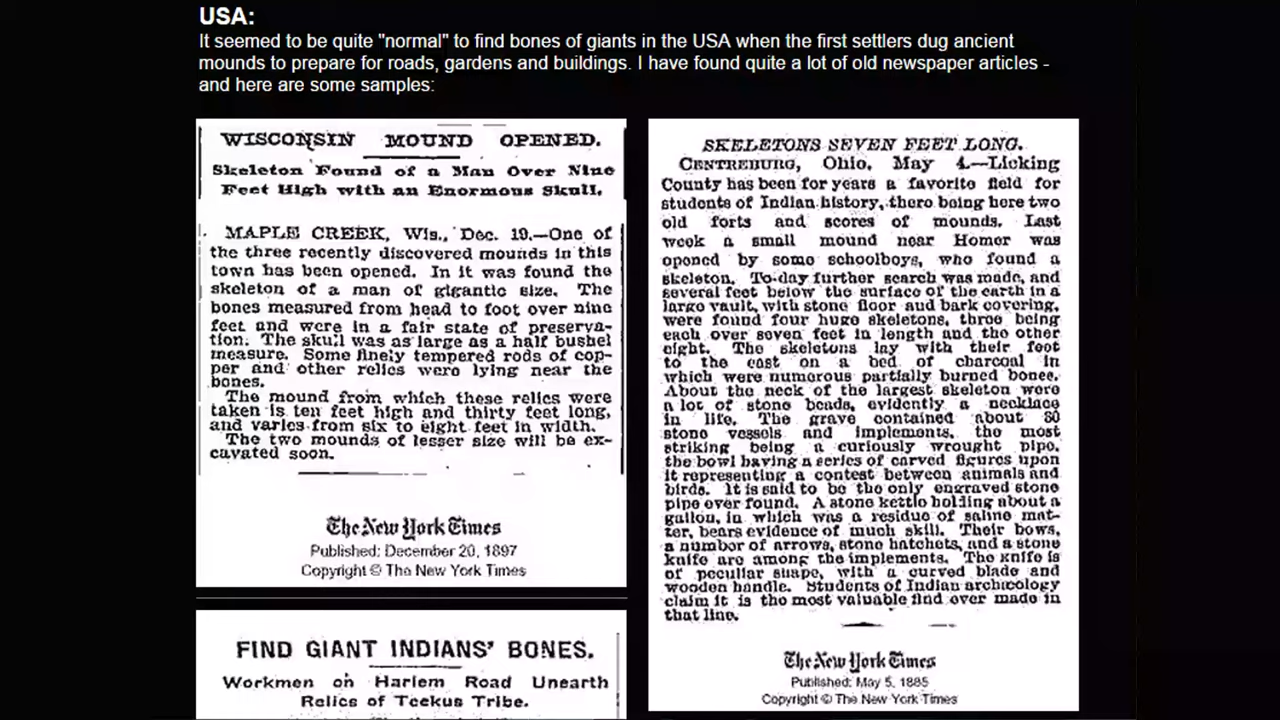 USA:
It seemed to be quite "normal" to find bones of giants in the USA when the first settlers dug ancient
mounds to prepare for roads, gardens and buildings. I have found quite a lot of old newspaper articles -
and here are some samples:
WISCONSIN MOUND OPENED.
Skeleton Found of a Man Over Nine
Feet High with an Enormous Skull.
MAPLE CREEK, Wis., Dec. 19.—One of
the three recently discovered mounds in this
town has been opened. In it was found the
skeleton of a man of gigantic size. The
bones measured from head to foot over nine
feet and were in a fair state of preserva-
tion. The skull was as large as a half bushel
measure. Some finely tempered rods of cop-
per and other relics were lying near the
bones.
The mound from which these relics were
taken is ten feet high and thirty feet long,
and varies from six to eight feet in width.
The two mounds of lesser size will be ex-
cavated soon.
The New York Times
Published: December 20, 1897
Copyright © The New York Times
FIND GIANT INDIANS' BONES.
Workmen on Harlem Road Unearth
Relics of Teekus Tribe.
SKELETONS SEVEN FEET LONG.
CENTREBURG, Ohio, May 4.—Licking
County has been for years a favorite field for
students of Indian history, there being here two
old forts and scores of mounds. Last
week a small mound near Homer was
opened by some schoolboys, who found a
skeleton. To-day further search was made, and
several feet below the surface of the earth in a
large vault, with stone floor and bark covering,
were found four huge skeletons, three being
each over seven feet in length and the other
eight. The skeletons lay with their feet
to the east on a bed of charcoal in
which were numerous partially burned bones.
About the neck of the largest skeleton were
a lot of stone beads, evidently a necklace
in life. The grave contained about 30
stone vessels and implements, the most
striking being a curiously wrought pipe,
the bowl having a series of carved figures upon
it representing a contest between animals and
birds. It is said to be the only engraved stone
pipe ever found. A stone kettle holding about a
gallon, in which was a residue of saline mat-
ter, bears evidence of much skill. Their bows,
a number of arrows, stone hatchets, and a stone
knife are among the implements. The knife is
of peculiar shape, with a curved blade and
wooden handle. Students of Indian archæology
claim it is the most valuable find ever made in
that line.
The New York Times
Published: May 5, 1885
Copyright © The New York Times